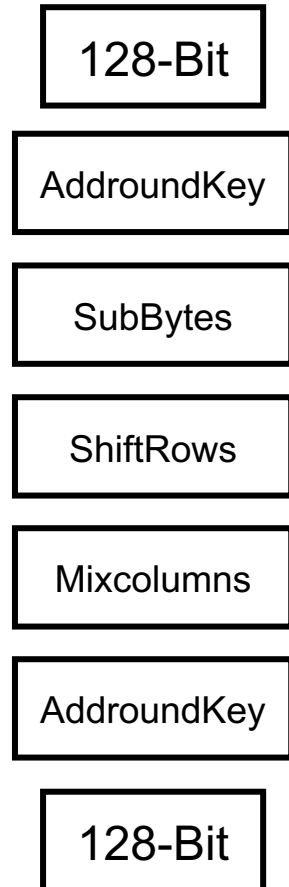 128-Bit
AddroundKey
SubBytes
ShiftRows
Mixcolumns
AddroundKey
128-Bit